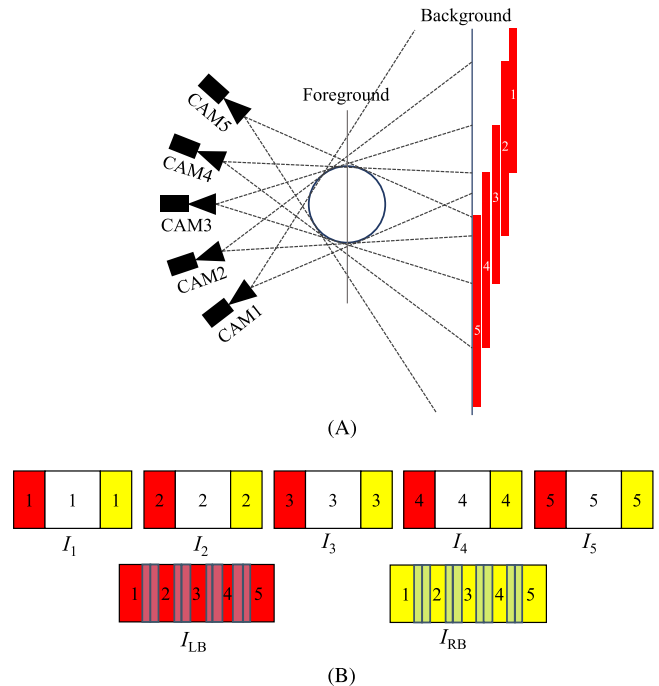 Background
Foreground
CAM5
CAM4
CAM3
CAM2
CAM1
1
2
3
4
5
(A)
1 1 1 2 2 2 3 3 3 4 4 4 5 5 5
I1 I2 I3 I4 I5
1 2 3 4 5 1 2 3 4 5
ILB IRB
(B)